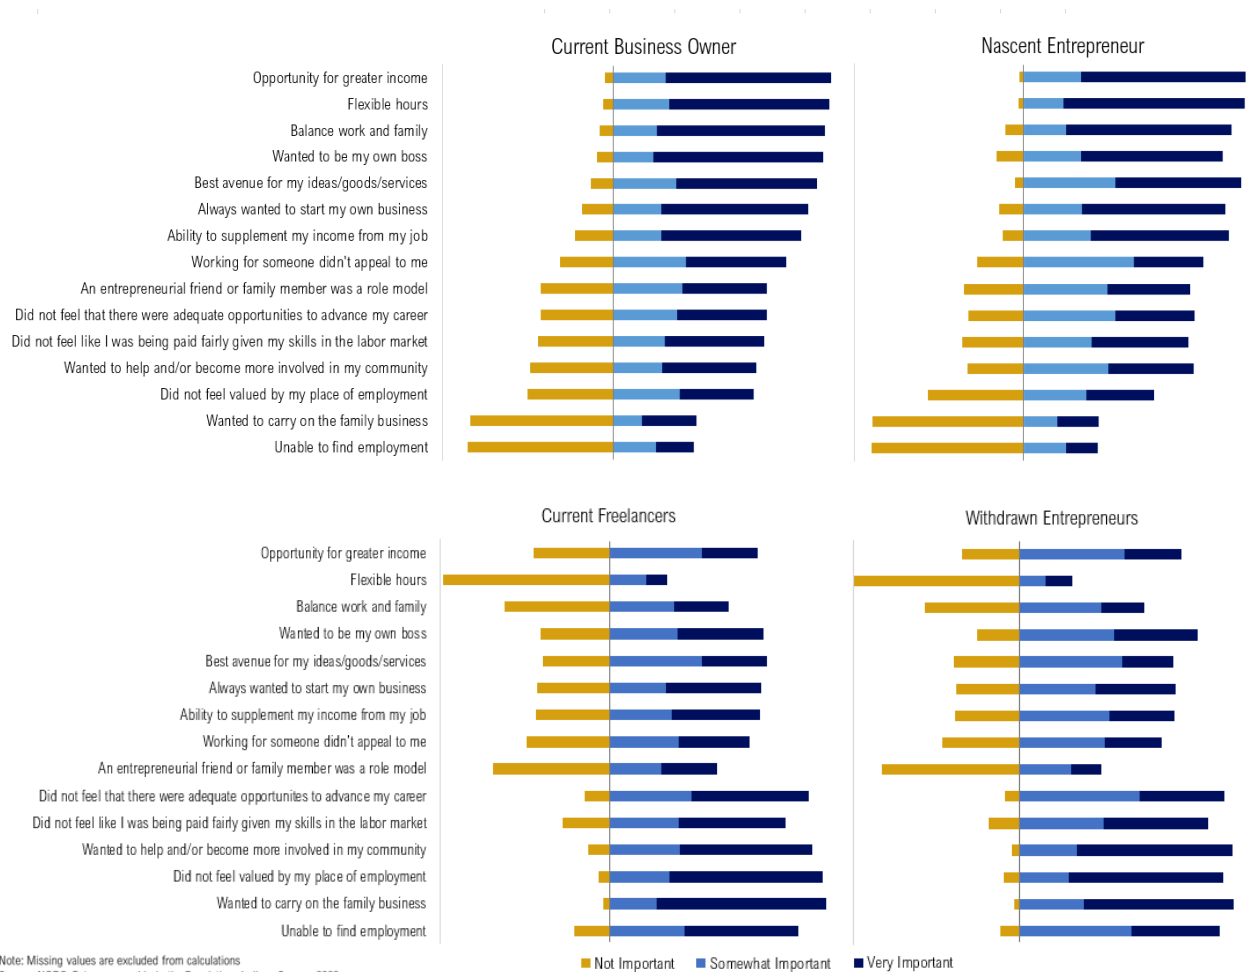 Current Business Owner
Nascent Entrepreneur
Opportunity for greater income
Flexible hours
Balance work and family
Wanted to be my own boss
Best avenue for my ideas/goods/services
Always wanted to start my own business
Ability to supplement my income from my job
Working for someone didn't appeal to me
An entrepreneurial friend or family member was a role model
Did not feel that there were adequate opportunities to advance my career
Did not feel like I was being paid fairly given my skills in the labor market
Wanted to help and/or become more involved in my community
Did not feel valued by my place of employment
Wanted to carry on the family business
Unable to find employment
Current Freelancers
Withdrawn Entrepreneurs
Opportunity for greater income
Flexible hours
Balance work and family
Wanted to be my own boss
Best avenue for my ideas/goods/services
Always wanted to start my own business
Ability to supplement my income from my job
Working for someone didn't appeal to me
An entrepreneurial friend or family member was a role model
Did not feel that there were adequate opportunites to advance my career
Did not feel like I was being paid fairly given my skills in the labor market
Wanted to help and/or become more involved in my community
Did not feel valued by my place of employment
Wanted to carry on the family business
Unable to find employment
Note: Missing values are excluded from calculations
Not Important Somewhat Important Very Important